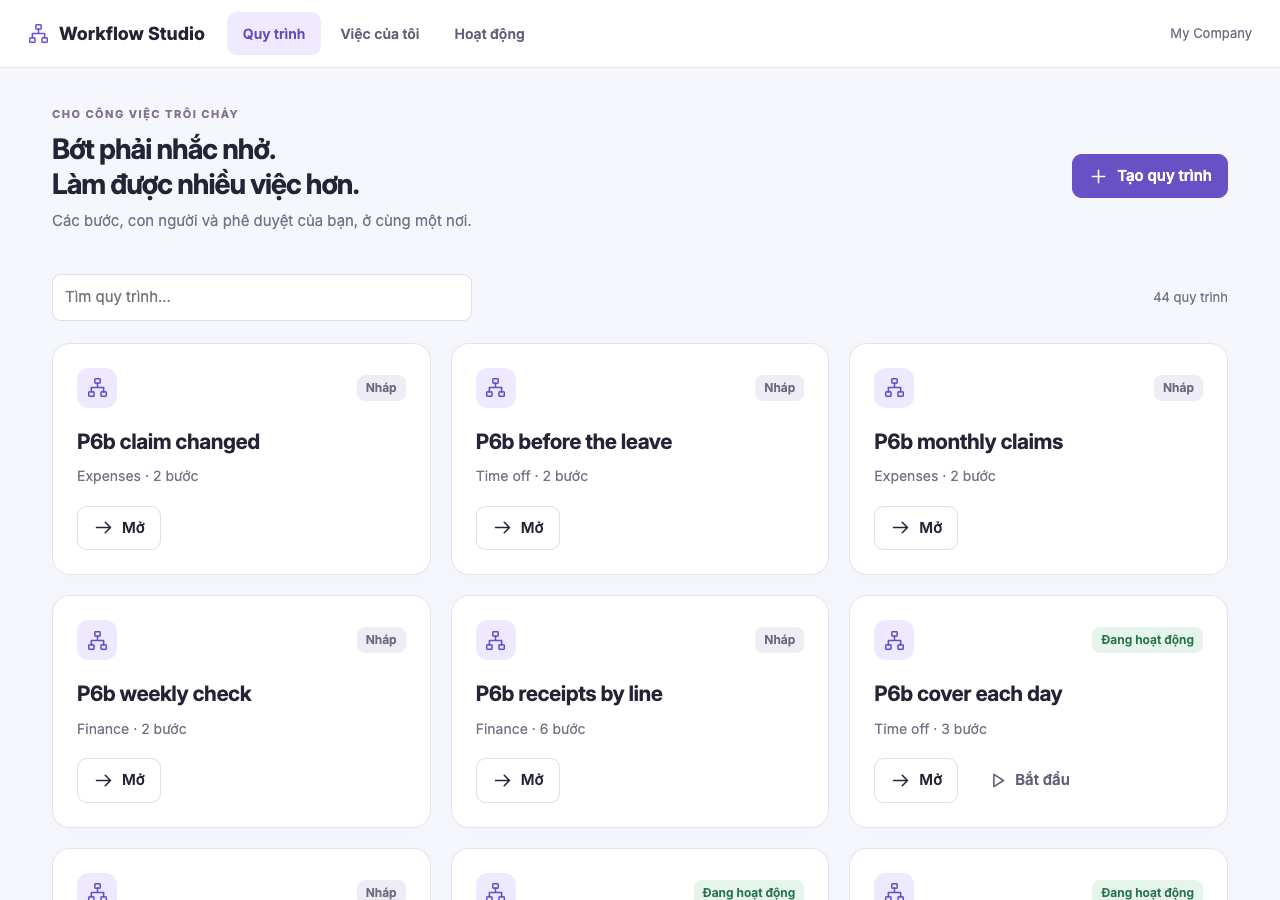 Workflow Studio
Quy trình
Việc của tôi
Hoạt động
My Company
CHO CÔNG VIỆC TRÔI CHẢY
Bớt phải nhắc nhở.
Làm được nhiều việc hơn.
Các bước, con người và phê duyệt của bạn, ở cùng một nơi.
Tạo quy trình
Tìm quy trình...
44 quy trình
Nháp
P6b claim changed
Expenses · 2 bước
Mở
Nháp
P6b before the leave
Time off · 2 bước
Mở
Nháp
P6b monthly claims
Expenses · 2 bước
Mở
Nháp
P6b weekly check
Finance · 2 bước
Mở
Nháp
P6b receipts by line
Finance · 6 bước
Mở
Đang hoạt động
P6b cover each day
Time off · 3 bước
Mở
Bắt đầu
Nháp
Đang hoạt động
Đang hoạt động